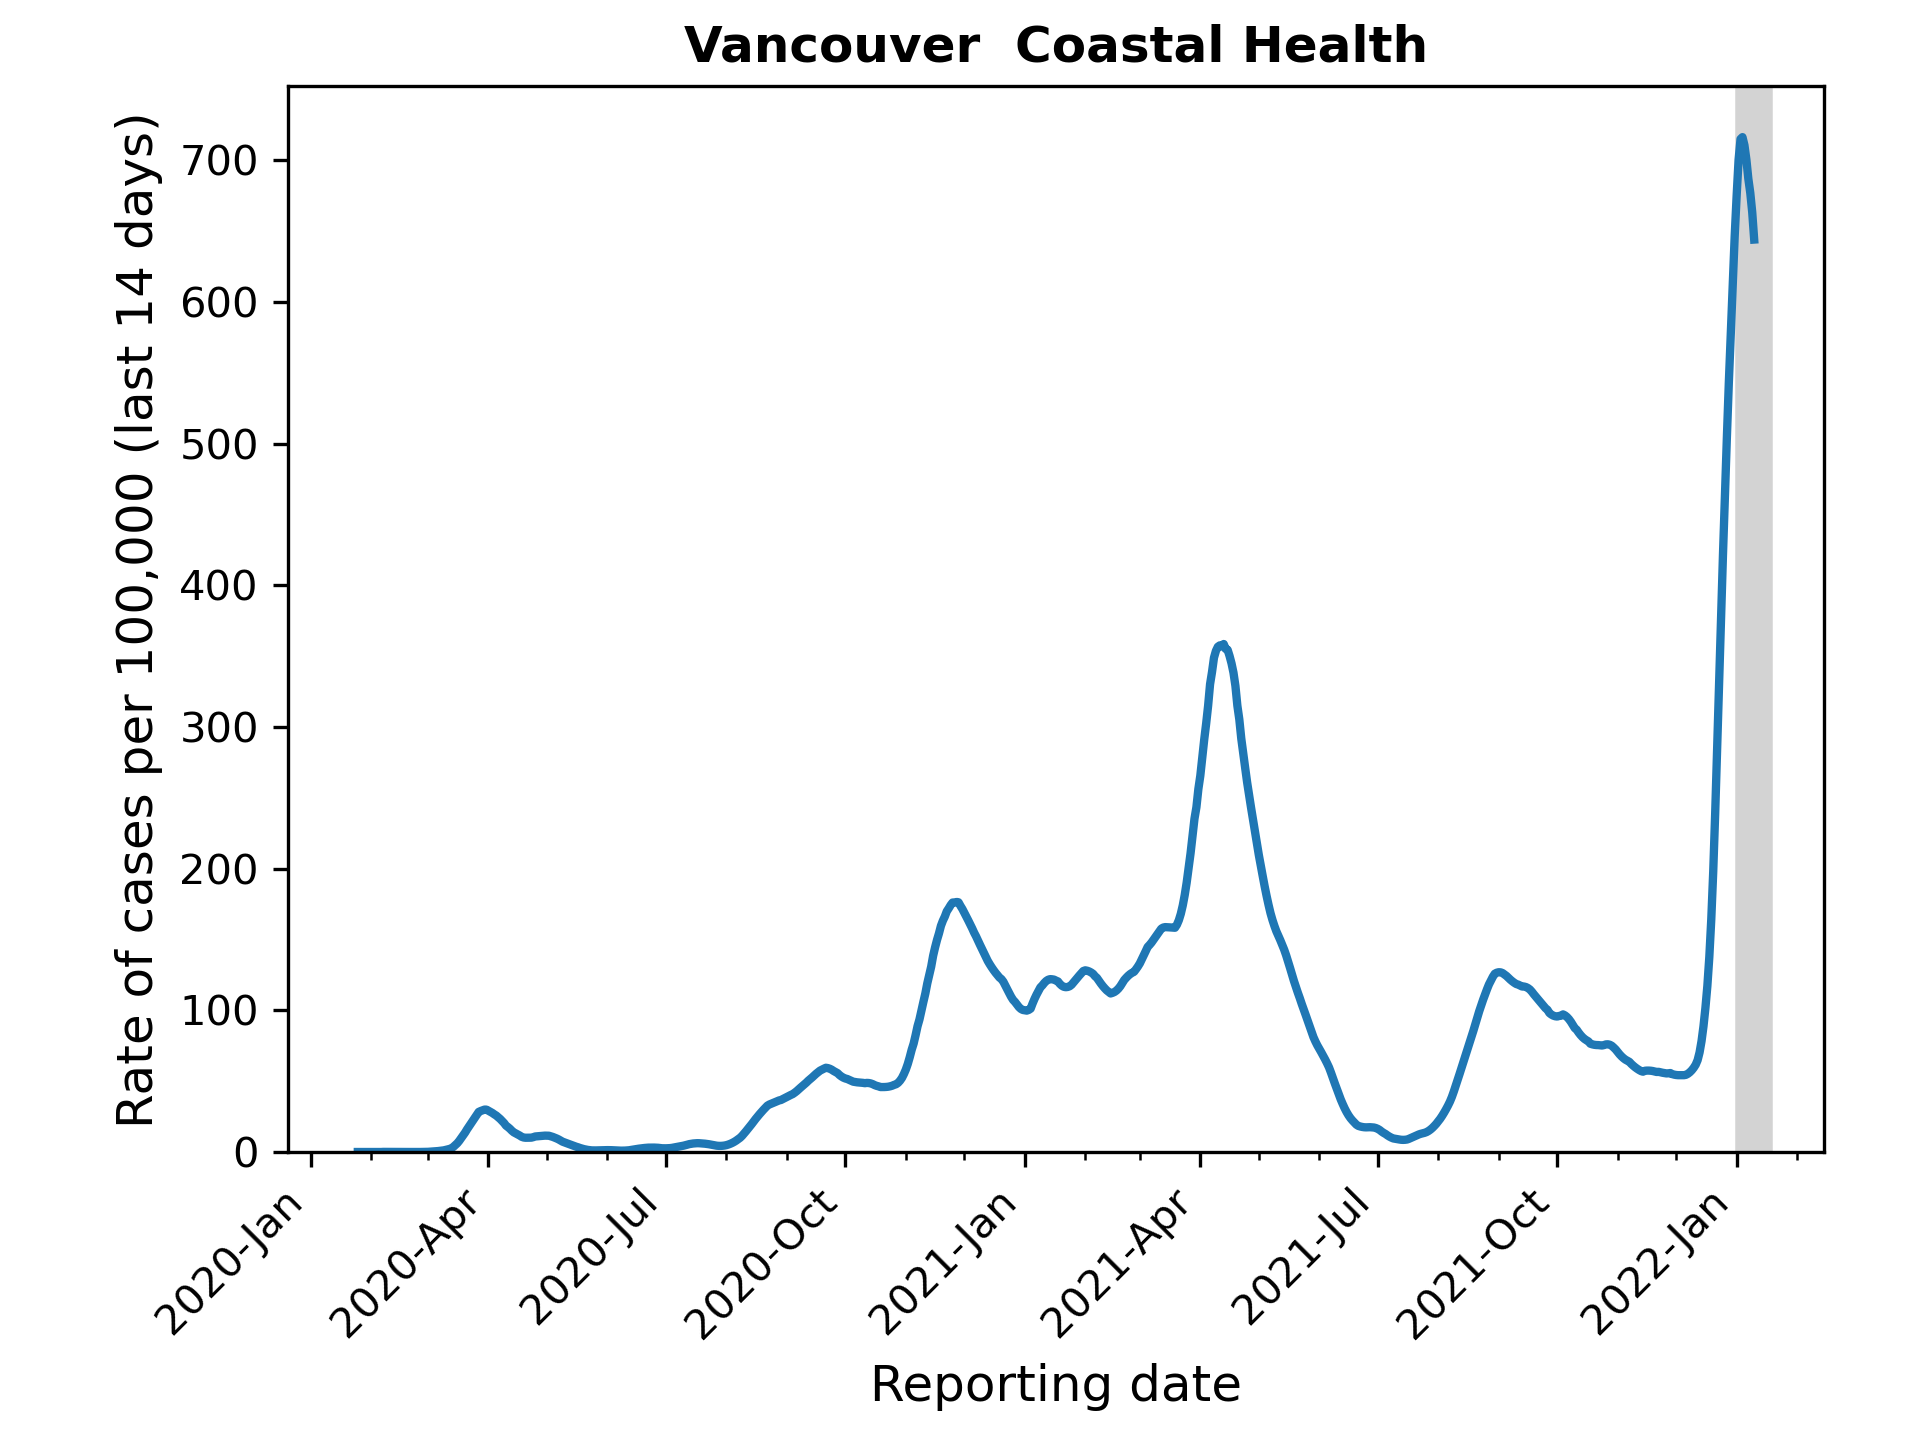 Vancouver  Coastal Health
Rate of cases per 100,000 (last 14 days)
700
600
500
400
300
200
100
0
2020-Jan
2020-Apr
2020-Jul
2020-Oct
2021-Jan
2021-Apr
2021-Jul
2021-Oct
2022-Jan
Reporting date